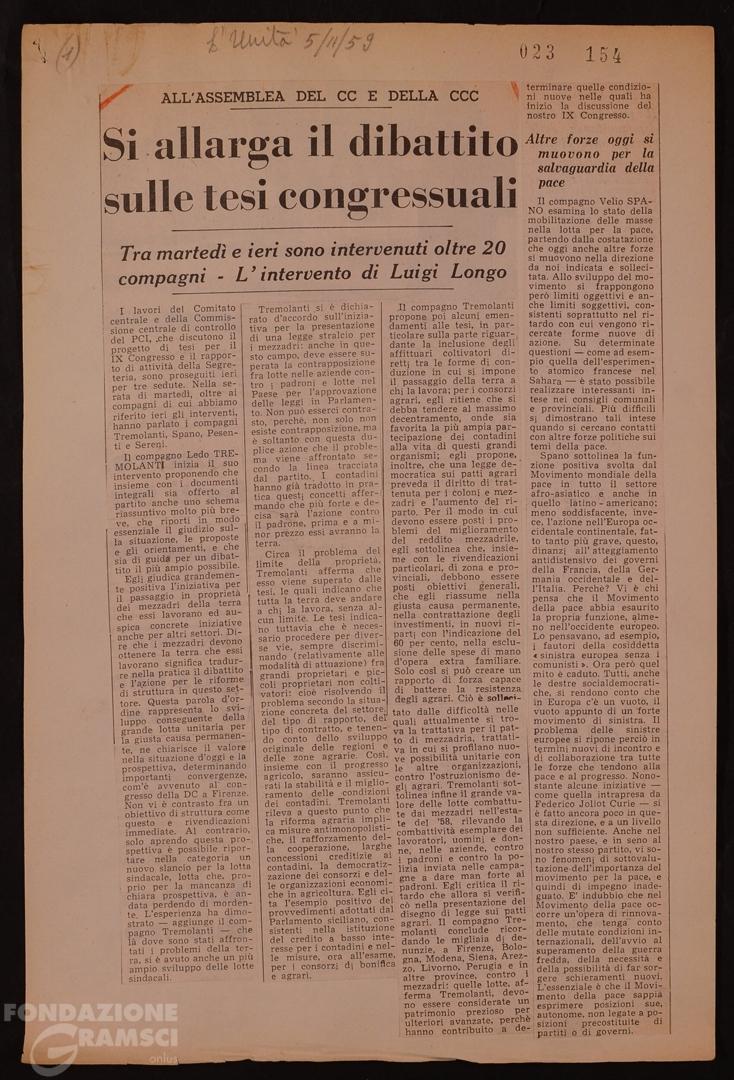 (1)
L'Unità 5/11/59
023 154
ALL'ASSEMBLEA DEL CC E DELLA CCC
Si allarga il dibattito
sulle tesi congressuali
Tra martedì e ieri sono intervenuti oltre 20
compagni - L'intervento di Luigi Longo
I lavori del Comitato
centrale e della Commis-
sione centrale di controllo
del PCI, che discutono il
progetto di tesi per il
IX Congresso e il rappor-
to di attività della Segre-
teria, sono proseguiti ieri
per tre sedute. Nella se-
rata di martedì, oltre ai
compagni di cui abbiamo
riferito ieri gli interventi,
hanno parlato i compagni
Tremolanti, Spano, Pesen-
ti e Sereni.
Il compagno Ledo TRE-
MOLANTI inizia il suo
intervento proponendo che
insieme con i documenti
integrali sia offerto al
partito anche uno schema
riassuntivo molto più bre-
ve, che riporti in modo
essenziale il giudizio sul-
la situazione, le proposte
e gli orientamenti, e che
sia di guida per un dibat-
tito il più ampio possibile.
Egli giudica grandemen-
te positiva l'iniziativa per
il passaggio in proprietà
dei mezzadri della terra
che essi lavorano ed au-
spica concrete iniziative
anche per altri settori. Di-
re che i mezzadri devono
ottenere la terra che essi
lavorano significa tradur-
re nella pratica il dibattito
e l'azione per le riforme
di struttura in questo set-
tore. Questa parola d'or-
dine rappresenta lo svi-
luppo conseguente della
grande lotta unitaria per
la giusta causa permanen-
te, ne chiarisce il valore
nella situazione d'oggi e la
prospettiva, determinando
importanti convergenze,
com'è avvenuto al con-
gresso della DC a Firenze.
Non vi è contrasto fra un
obiettivo di struttura come
questo e rivendicazioni
immediate. Al contrario,
solo aprendo questa pro-
spettiva è possibile ripor-
tare nella categoria un
nuovo slancio per la lotta
sindacale, lotta che, pro-
prio per la mancanza di
chiara prospettiva, è an-
data perdendo di morden-
te. L'esperienza ha dimo-
strato — aggiunge il com-
pagno Tremolanti — che
là dove sono stati affron-
tati i problemi della ter-
ra, si è avuto anche un più
ampio sviluppo delle lotte
sindacali.
Tremolanti si è dichia-
rato d'accordo sull'inizia-
tiva per la presentazione
di una legge stralcio per
i mezzadri: anche in que-
sto campo, deve essere su-
perata la contrapposizione
fra lotte nelle aziende con-
tro i padroni e lotte nel
Paese per l'approvazione
delle leggi in Parlamen-
to. Non può esserci contra-
sto, perchè, non solo non
esiste contrapposizione, ma
è soltanto con questa du-
plice azione che il proble-
ma viene affrontato se-
condo la linea tracciata
dal partito. I contadini
hanno già tradotto in pra-
tica questi concetti affer-
mando che più forte e de-
cisa sarà l'azione contro
il padrone, prima e a mi-
nor prezzo essi avranno la
terra.
Circa il problema del
limite della proprietà,
Tremolanti afferma che
esso viene superato dalle
tesi, le quali indicano che
tutta la terra deve andare
a chi la lavora, senza al-
cun limite. Le tesi indica-
no tuttavia che è neces-
sario procedere per diver-
se vie, sempre discrimi-
nando (relativamente alle
modalità di attuazione) fra
grandi proprietari e pic-
coli proprietari non colti-
vatori: cioè risolvendo il
problema secondo la situa-
zione concreta del settore,
del tipo di rapporto, del
tipo di contratto, e tenen-
do conto dello sviluppo
originale delle regioni e
delle zone agrarie. Così,
insieme con il progresso
agricolo, saranno assicu-
rati la stabilità e il miglio-
ramento delle condizioni
dei contadini. Tremolanti
rileva a questo punto che
la riforma agraria impli-
ca misure antimonopolisti-
che, il rafforzamento del-
la cooperazione, larghe
concessioni creditizie ai
contadini, la democratiz-
zazione dei consorzi e del-
le organizzazioni economi-
che in agricoltura. Egli ci-
ta l'esempio positivo dei
provvedimenti adottati dal
Parlamento siciliano, con-
sistenti nella istituzione
del credito a basso inte-
resse per i contadini e nel-
le misure, ora all'esame,
per i consorzi di bonifica
e agrari.
Il compagno Tremolanti
propone poi alcuni emen-
damenti alle tesi, in par-
ticolare sulla parte riguar-
dante la inclusione degli
affittuari coltivatori di-
retti tra le forme di con-
duzione in cui si impone
il passaggio della terra a
chi la lavora; per i consorzi
agrari, egli ritiene che si
debba tendere al massimo
decentramento, onde sia
favorita la più ampia par-
tecipazione dei contadini
alla vita di questi grandi
organismi; egli propone,
inoltre, che una legge de-
mocratica sui patti agrari
preveda il diritto di trat-
tenuta per i coloni e mez-
zadri e l'aumento del ri-
parto. Per il modo in cui
devono essere posti i pro-
blemi del miglioramento
del reddito mezzadrile,
egli sottolinea che, insie-
me con le rivendicazioni
particolari, di zona e pro-
vinciali, debbono essere
posti obiettivi generali,
che egli riassume nella
giusta causa permanente,
nella contrattazione degli
investimenti, in nuovi ri-
parti con l'indicazione del
60 per cento, nella esclu-
sione delle spese di mano
d'opera extra familiare.
Solo così si può creare un
rapporto di forza capace
di battere la resistenza
degli agrari. Ciò è solleci-
tato dalle difficoltà nelle
quali attualmente si tro-
va la trattativa per il pat-
to di mezzadria, trattati-
va in cui si profilano nuo-
ve possibilità unitarie con
le altre organizzazioni,
contro l'ostruzionismo de-
gli agrari. Tremolanti sot-
tolinea infine il grande va-
lore delle lotte combattu-
te dai mezzadri nell'esta-
te del '58, rilevando la
combattività esemplare dei
lavoratori, uomini e don-
ne, nelle aziende, contro
i padroni e contro la po-
lizia inviata nelle campa-
gne a dare man forte ai
padroni. Egli critica il ri-
tardo che allora si verifi-
cò nella presentazione del
disegno di legge sui patti
agrari. Il compagno Tre-
molanti conclude ricor-
dando le migliaia di de-
nunzie, a Firenze, Bolo-
gna, Modena, Siena, Arez-
zo, Livorno, Perugia e in
altre province, contro i
mezzadri: quelle lotte, af-
ferma Tremolanti, devo-
no essere considerate un
patrimonio prezioso per
ulteriori avanzate, perchè
hanno contribuito a de-
terminare quelle condizio-
ni nuove nelle quali ha
inizio la discussione del
nostro IX Congresso.
Altre forze oggi si
muovono per la
salvaguardia della
pace
Il compagno Velio SPA-
NO esamina lo stato della
mobilitazione delle masse
nella lotta per la pace,
partendo dalla costatazione
che oggi anche altre forze
si muovono nella direzione
da noi indicata e solleci-
tata. Allo sviluppo del mo-
vimento si frappongono
però limiti oggettivi e an-
che limiti soggettivi, con-
sistenti soprattutto nel ri-
tardo con cui vengono ri-
cercate forme nuove di
azione. Su determinate
questioni — come ad esem-
pio quella dell'esperimen-
to atomico francese nel
Sahara — è stato possibile
realizzare interessanti in-
tese nei consigli comunali
e provinciali. Più difficili
si dimostrano tali intese
quando si cercano contatti
con altre forze politiche sui
temi della pace.
Spano sottolinea la fun-
zione positiva svolta dal
Movimento mondiale della
pace in tutto il settore
afro-asiatico e anche in
quello latino - americano;
meno soddisfacente, inve-
ce, l'azione nell'Europa oc-
cidentale continentale, fat-
to tanto più grave, questo,
dinanzi all'atteggiamento
antidistensivo dei governi
della Francia, della Ger-
mania occidentale e del-
l'Italia. Perche? Vi è chi
pensa che il Movimento
della pace abbia esaurito
la propria funzione, alme-
no nell'occidente europeo.
Lo pensavano, ad esempio,
i fautori della cosiddetta
« sinistra europea senza i
comunisti ». Ora però quel
mito è caduto. Tutti, anche
le destre socialdemocrati-
che, si rendono conto che
in Europa c'è un vuoto, il
vuoto appunto di un forte
movimento di sinistra. Il
problema delle sinistre
europee si ripone perciò in
termini nuovi di incontro e
di collaborazione tra tutte
le forze che tendono alla
pace e al progresso. Nono-
stante alcune iniziative —
come quella intrapresa da
Federico Joliot Curie — si
è fatto ancora poco in que-
sta direzione, e a un livello
non sufficiente. Anche nel
nostro paese, e in seno al
nostro stesso partito, vi so-
no fenomeni di sottovalu-
tazione dell'importanza del
movimento per la pace, e
quindi di impegno inade-
guato. E' indubbio che nel
Movimento della pace oc-
corre un'opera di rinnova-
mento, che tenga conto
delle mutate condizioni in-
ternazionali, dell'avvio al
superamento della guerra
fredda, della necessità e
della possibilità di far sor-
gere schieramenti nuovi.
L'essenziale è che il Movi-
mento della pace sappia
esprimere posizioni sue,
autonome, non legate a po-
sizioni precostituite di
partiti o di governi.
FONDAZIONE
GRAMSCI
onlus